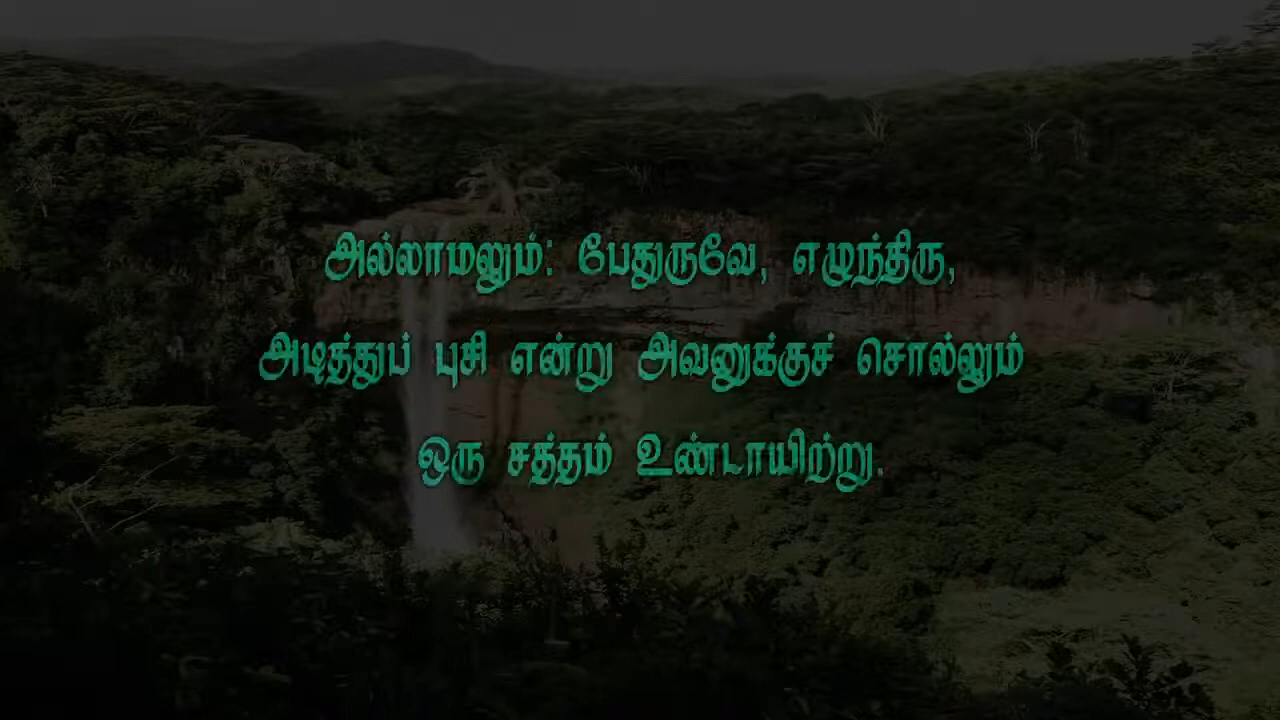 அல்லாமலும்: பேதுருவே, எழுந்திரு,
அடித்துப் புசி என்று அவனுக்குச் சொல்லும்
ஒரு சத்தம் உண்டாயிற்று.